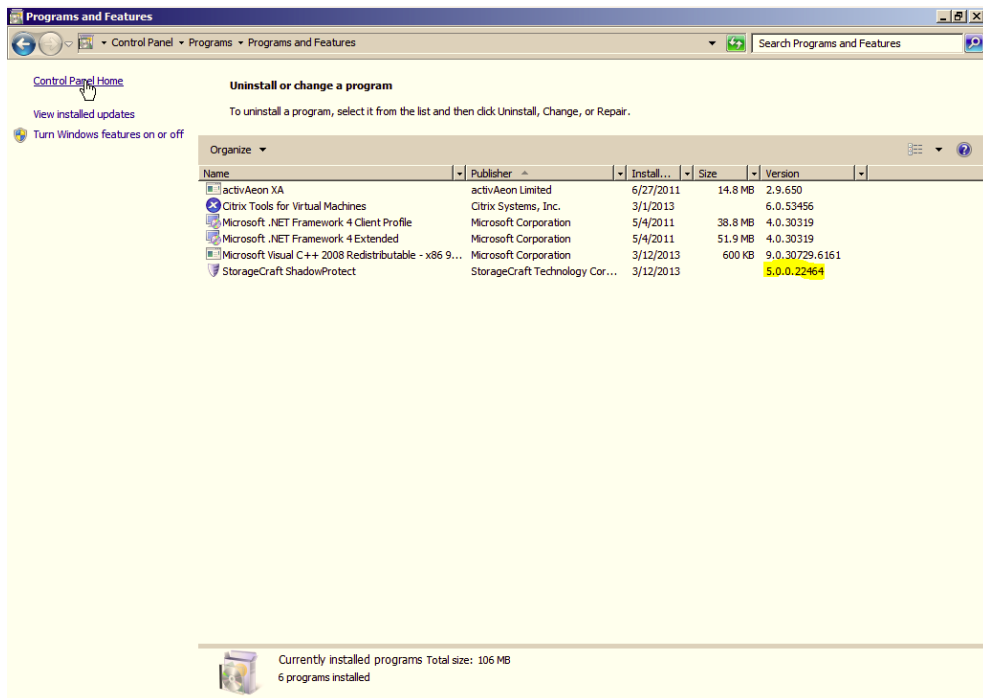 Programs and Features
Control Panel Programs Programs and Features Search Programs and Features
Control Panel Home
View installed updates
Turn Windows features on or off
Uninstall or change a program
To uninstall a program, select it from the list and then click Uninstall, Change, or Repair.
Organize
Name Publisher Install... Size Version
activAeon XA activAeon Limited 6/27/2011 14.8 MB 2.9.650
Citrix Tools for Virtual Machines Citrix Systems, Inc. 3/1/2013 6.0.53456
Microsoft .NET Framework 4 Client Profile Microsoft Corporation 5/4/2011 38.8 MB 4.0.30319
Microsoft .NET Framework 4 Extended Microsoft Corporation 5/4/2011 51.9 MB 4.0.30319
Microsoft Visual C++ 2008 Redistributable - x86 9... Microsoft Corporation 3/12/2013 600 KB 9.0.30729.6161
StorageCraft ShadowProtect StorageCraft Technology Cor... 3/12/2013 5.0.0.22464
Currently installed programs Total size: 106 MB
6 programs installed